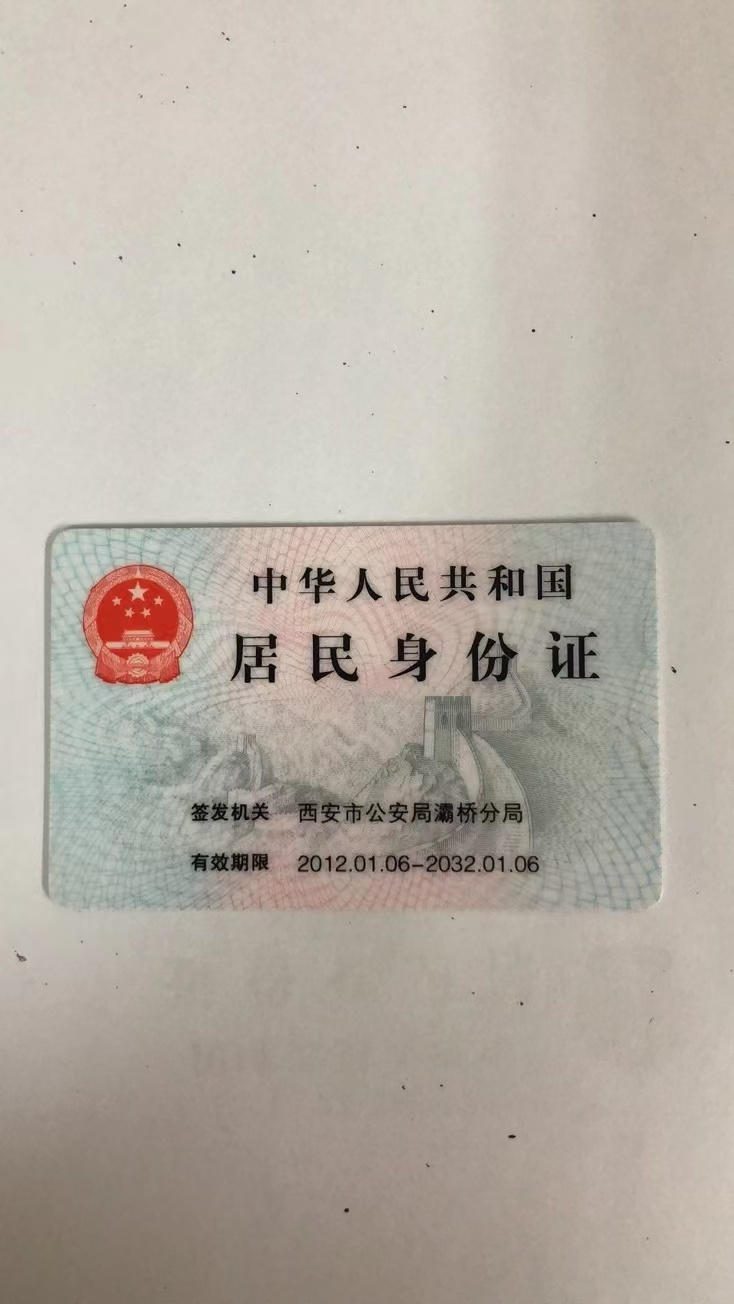 中华人民共和国
居民身份证
签发机关 西安市公安局灞桥分局
有效期限 2012.01.06-2032.01.06